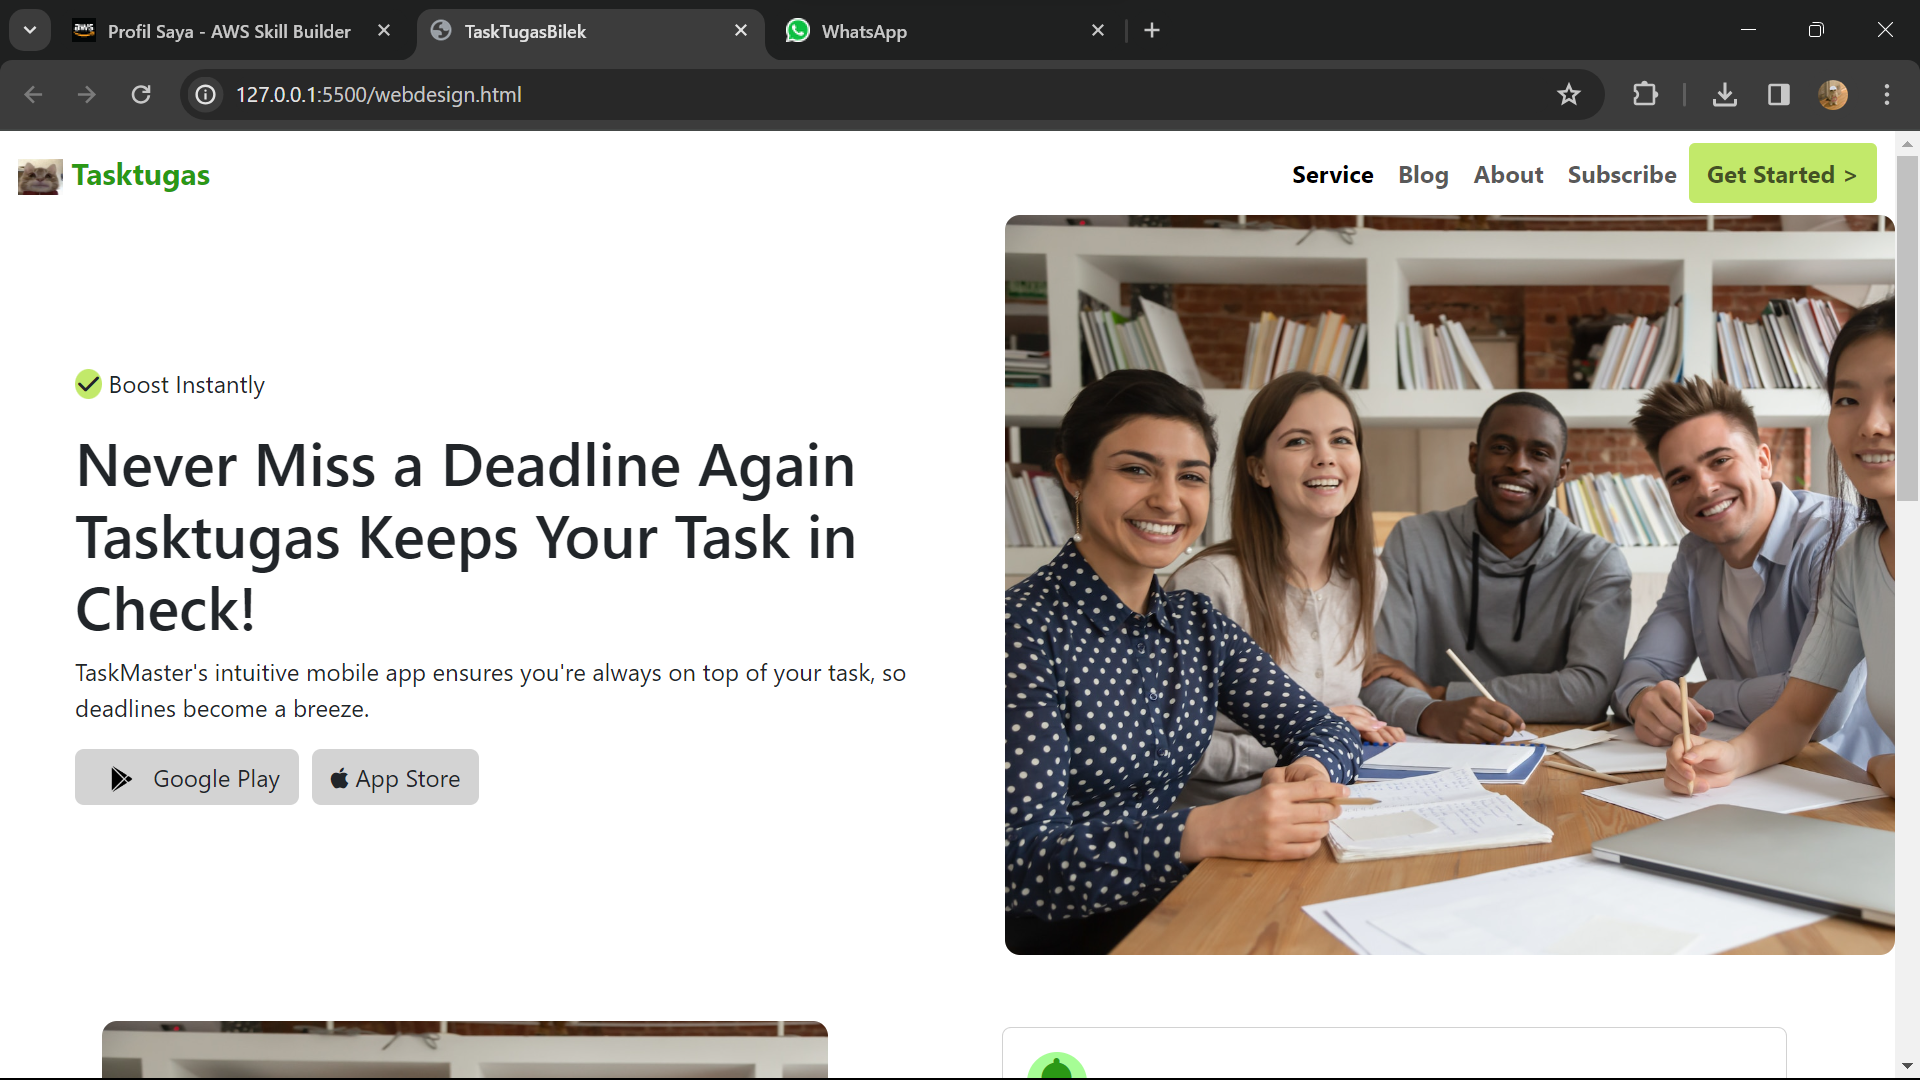 aws
Profil Saya - AWS Skill Builder
TaskTugasBilek
WhatsApp
127.0.0.1:5500/webdesign.html
Tasktugas
Service
Blog
About
Subscribe
Get Started >
Boost Instantly
Never Miss a Deadline Again
Tasktugas Keeps Your Task in
Check!
TaskMaster's intuitive mobile app ensures you're always on top of your task, so
deadlines become a breeze.
Google Play
App Store